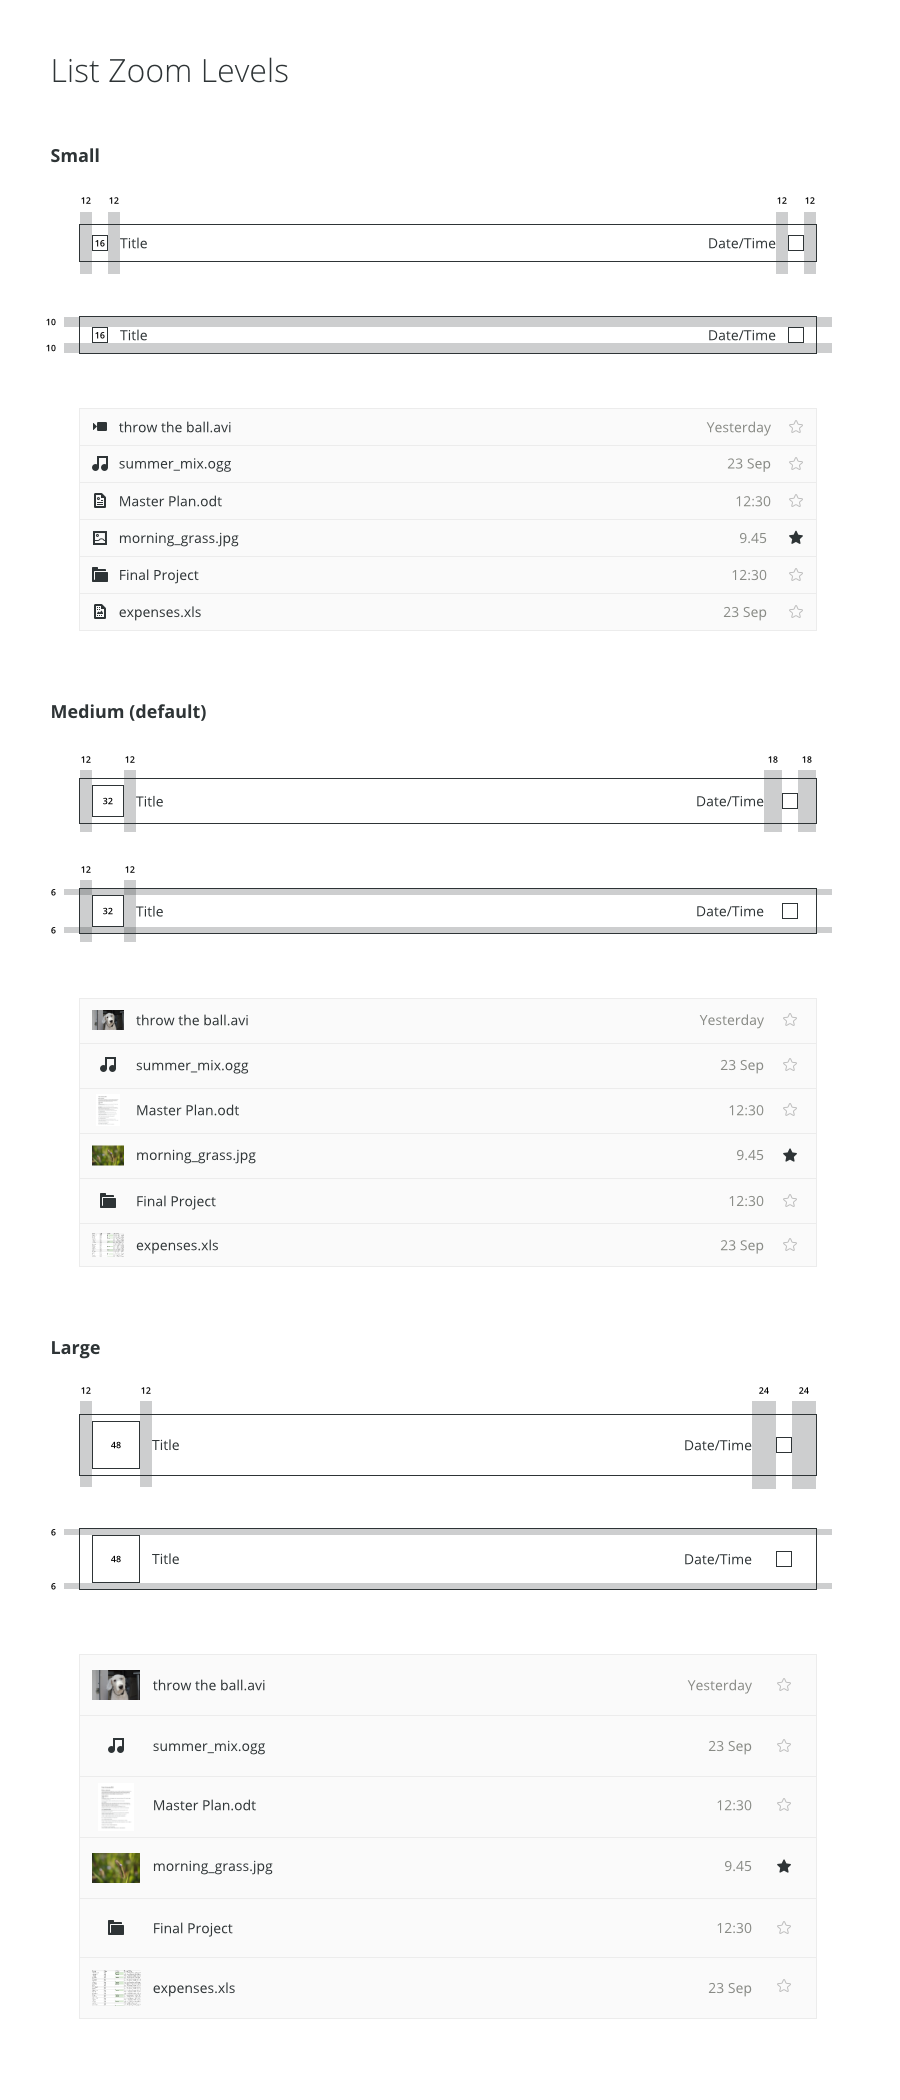 List Zoom Levels
Small
12 12 12 12
16 Title Date/Time
10
16 Title Date/Time
10
throw the ball.avi Yesterday
summer_mix.ogg 23 Sep
Master Plan.odt 12:30
morning_grass.jpg 9.45
Final Project 12:30
expenses.xls 23 Sep
Medium (default)
12 12 18 18
32 Title Date/Time
12 12
6
32 Title Date/Time
6
throw the ball.avi Yesterday
summer_mix.ogg 23 Sep
Master Plan.odt 12:30
morning_grass.jpg 9.45
Final Project 12:30
expenses.xls 23 Sep
Large
12 12 24 24
48 Title Date/Time
6
48 Title Date/Time
6
throw the ball.avi Yesterday
summer_mix.ogg 23 Sep
Master Plan.odt 12:30
morning_grass.jpg 9.45
Final Project 12:30
expenses.xls 23 Sep